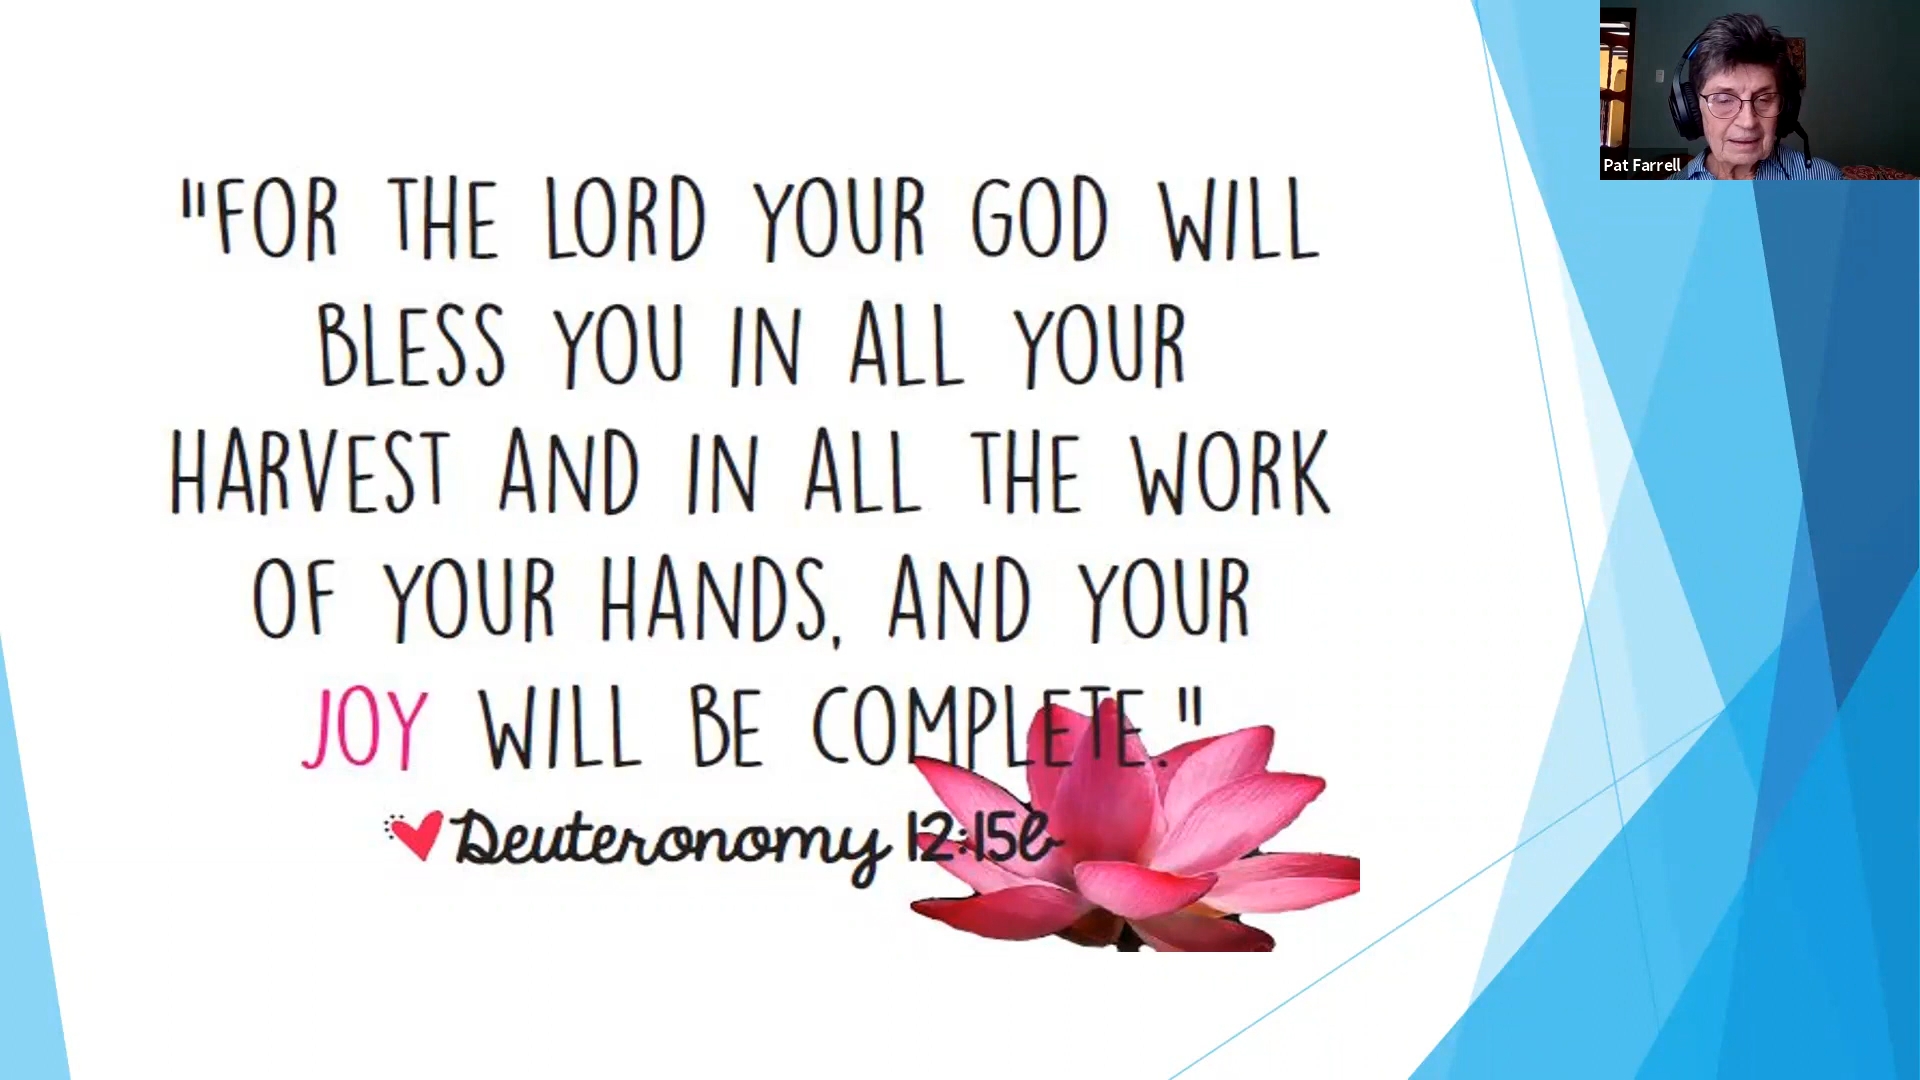 "FOR THE LORD YOUR GOD WILL
BLESS YOU IN ALL YOUR
HARVEST AND IN ALL THE WORK
OF YOUR HANDS, AND YOUR
JOY WILL BE COMPLETE."
Deuteronomy 12:15b
Pat Farrell